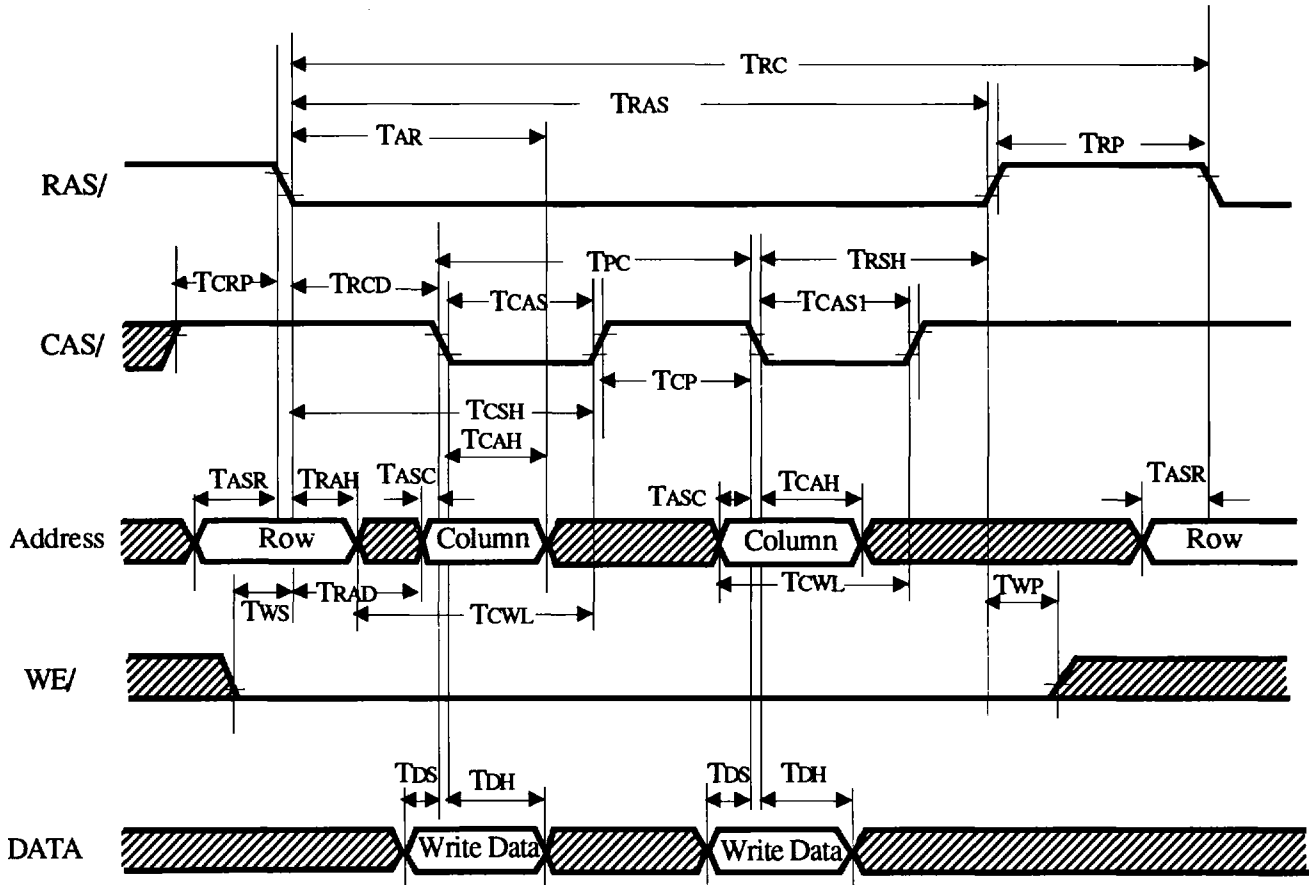 TRC
TRAS
TAR
TRP
RAS/
TPC
TRSH
TCRP
TRCD
TCAS
TCAS1
CAS/
TCP
TCSH
TCAH
TASR
TRAH
TASC
TASC
TCAH
TASR
Address
Row
Column
Column
Row
TWS
TRAD
TCWL
TCWL
TWP
WE/
TDS
TDH
TDS
TDH
DATA
Write Data
Write Data